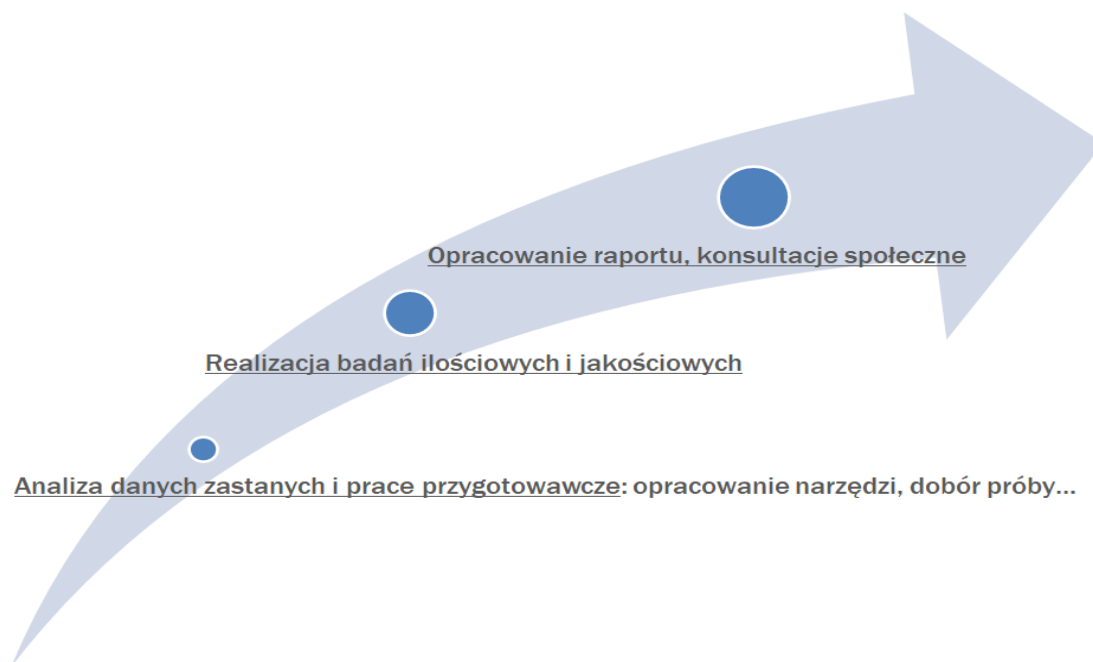 Opracowanie raportu, konsultacje społeczne
Realizacja badań ilościowych i jakościowych
Analiza danych zastanych i prace przygotowawcze: opracowanie narzędzi, dobór próby...